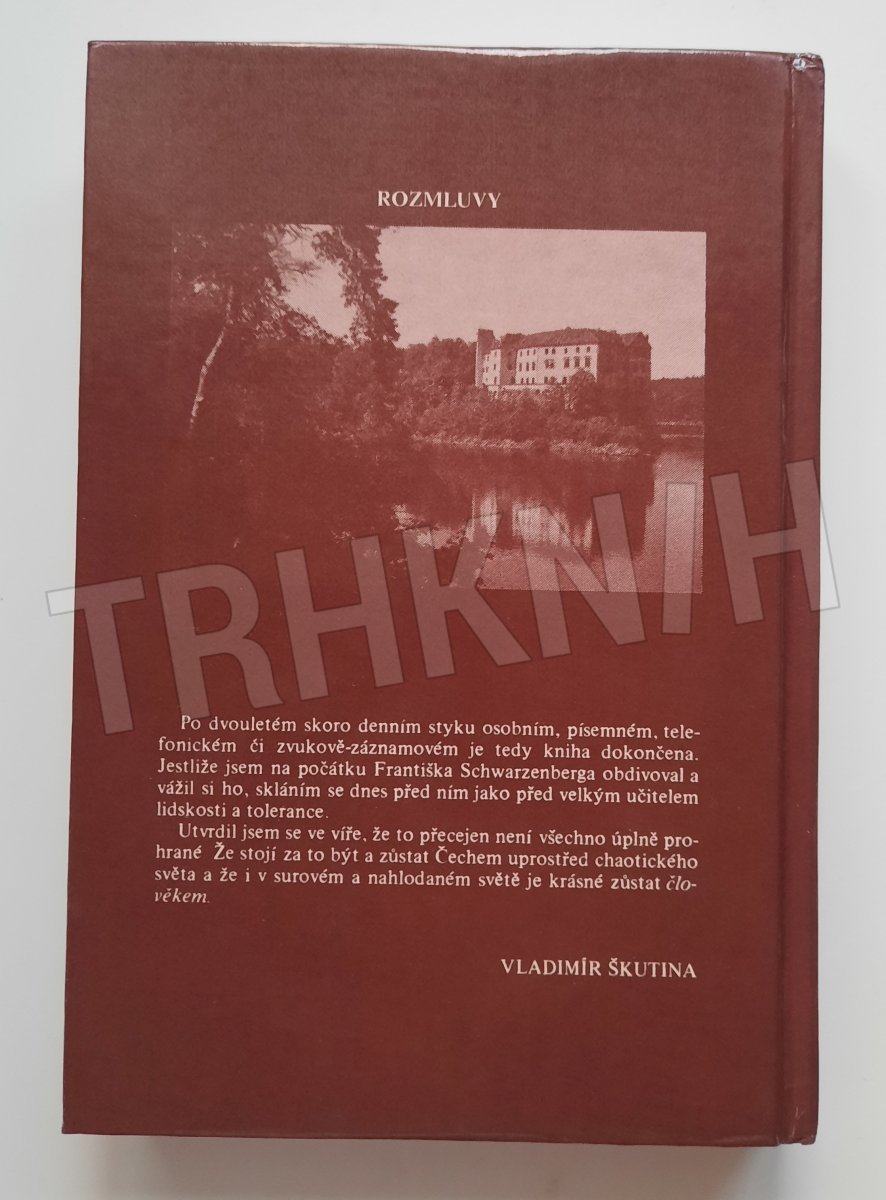 ROZMLUVY
TRHKNIH
Po dvouletém skoro denním styku osobním, písemném, tele-
fonickém či zvukově-záznamovém je tedy kniha dokončena.
Jestliže jsem na počátku Františka Schwarzenberga obdivoval a
vážil si ho, skláním se dnes před ním jako před velkým učitelem
lidskosti a tolerance.
Utvrdil jsem se ve víře, že to přecejen není všechno úplně pro-
hrané Že stojí za to být a zůstat Čechem uprostřed chaotického
světa a že i v surovém a nahlodaném světě je krásné zůstat člo-
věkem.
VLADIMÍR ŠKUTINA